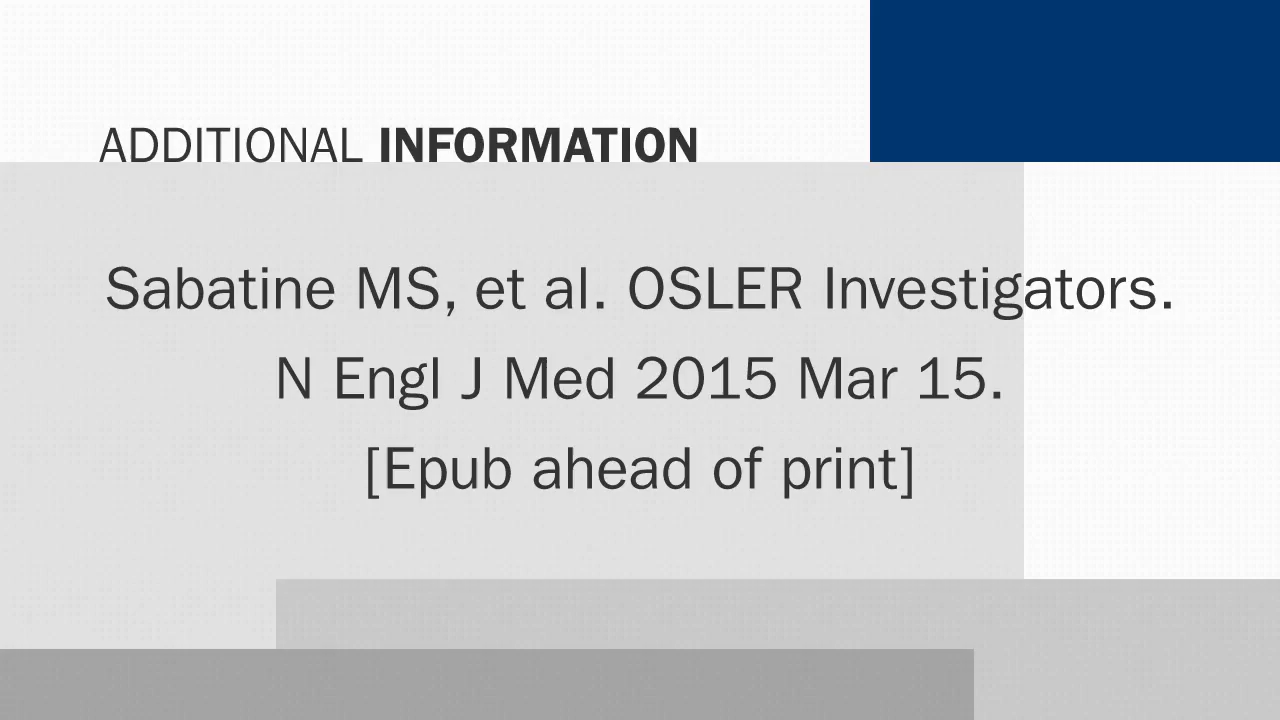 ADDITIONAL INFORMATION
Sabatine MS, et al. OSLER Investigators.
N Engl J Med 2015 Mar 15.
[Epub ahead of print]